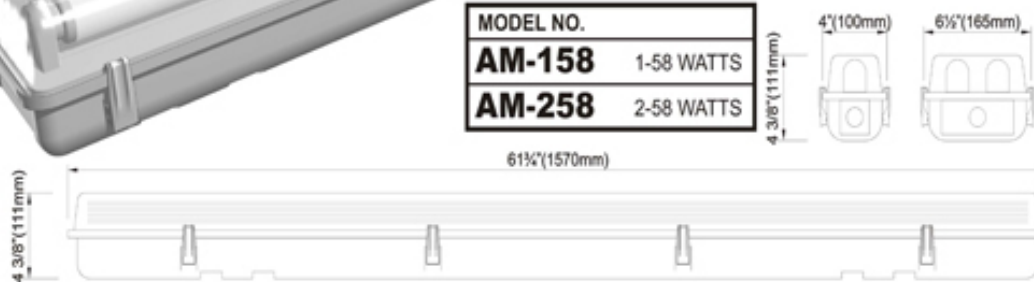 MODEL NO.
AM-158 1-58 WATTS
AM-258 2-58 WATTS
4"(100mm)
6½"(165mm)
4 3/8"(111mm)
61¾"(1570mm)
4 3/8"(111mm)